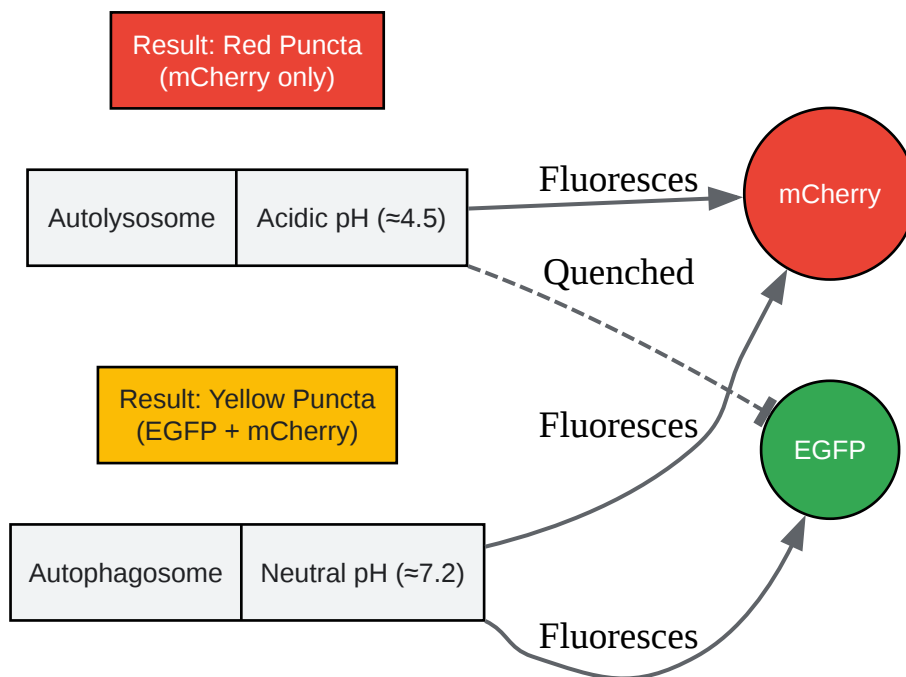 Result: Red Puncta
(mCherry only)
Fluoresces
mCherry
Autolysosome
Acidic pH (≈4.5)
Quenched
Result: Yellow Puncta
(EGFP + mCherry)
Fluoresces
EGFP
Autophagosome
Neutral pH (≈7.2)
Fluoresces